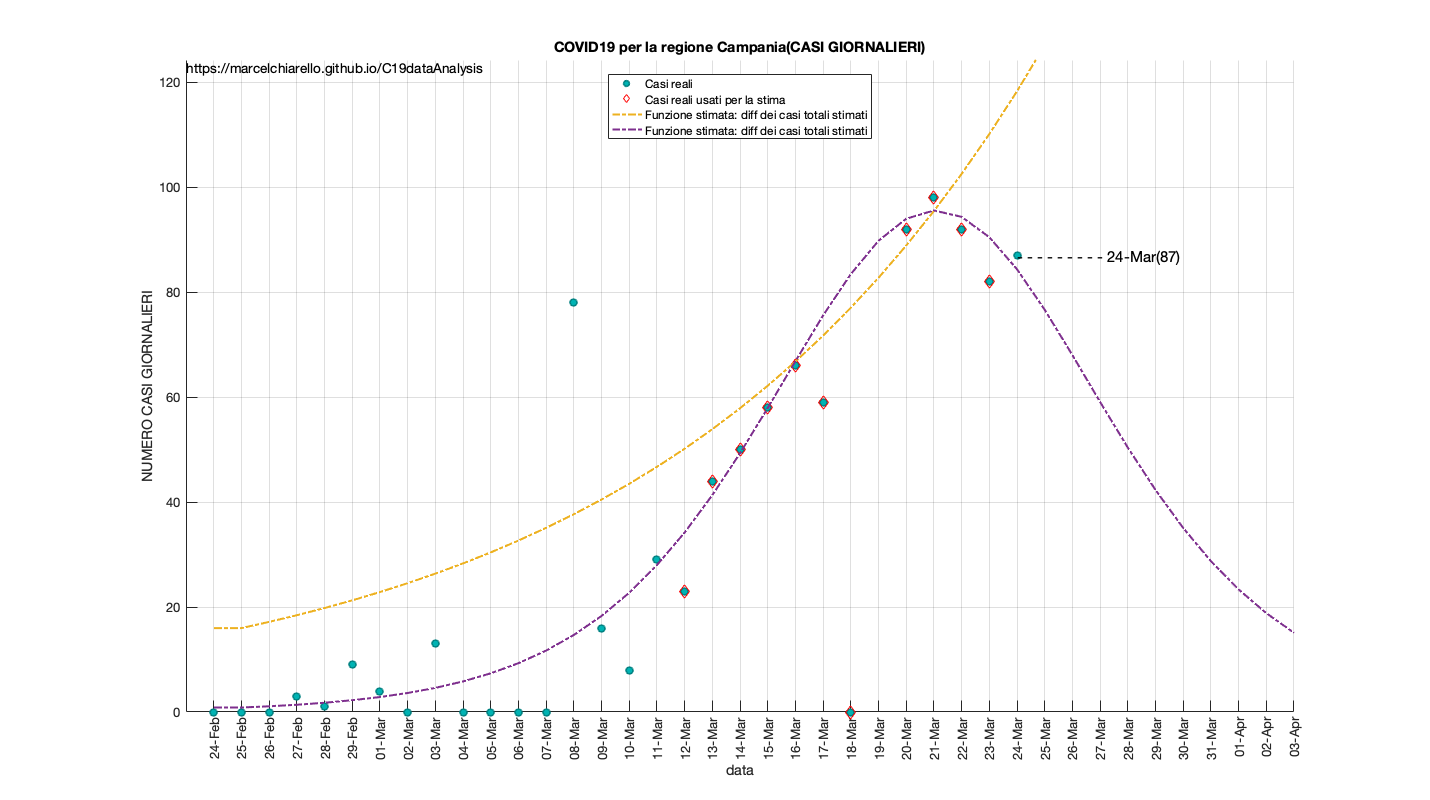 COVID19 per la regione Campania(CASI GIORNALIERI)
https://marcelchiarello.github.io/C19dataAnalysis
Casi reali
Casi reali usati per la stima
Funzione stimata: diff dei casi totali stimati
Funzione stimata: diff dei casi totali stimati
NUMERO CASI GIORNALIERI
120
100
80
60
40
20
0
24-Mar(87)
24-Feb
25-Feb
26-Feb
27-Feb
28-Feb
29-Feb
01-Mar
02-Mar
03-Mar
04-Mar
05-Mar
06-Mar
07-Mar
08-Mar
09-Mar
10-Mar
11-Mar
12-Mar
13-Mar
14-Mar
15-Mar
16-Mar
17-Mar
18-Mar
19-Mar
20-Mar
21-Mar
22-Mar
23-Mar
24-Mar
25-Mar
26-Mar
27-Mar
28-Mar
29-Mar
30-Mar
31-Mar
01-Apr
02-Apr
03-Apr
data